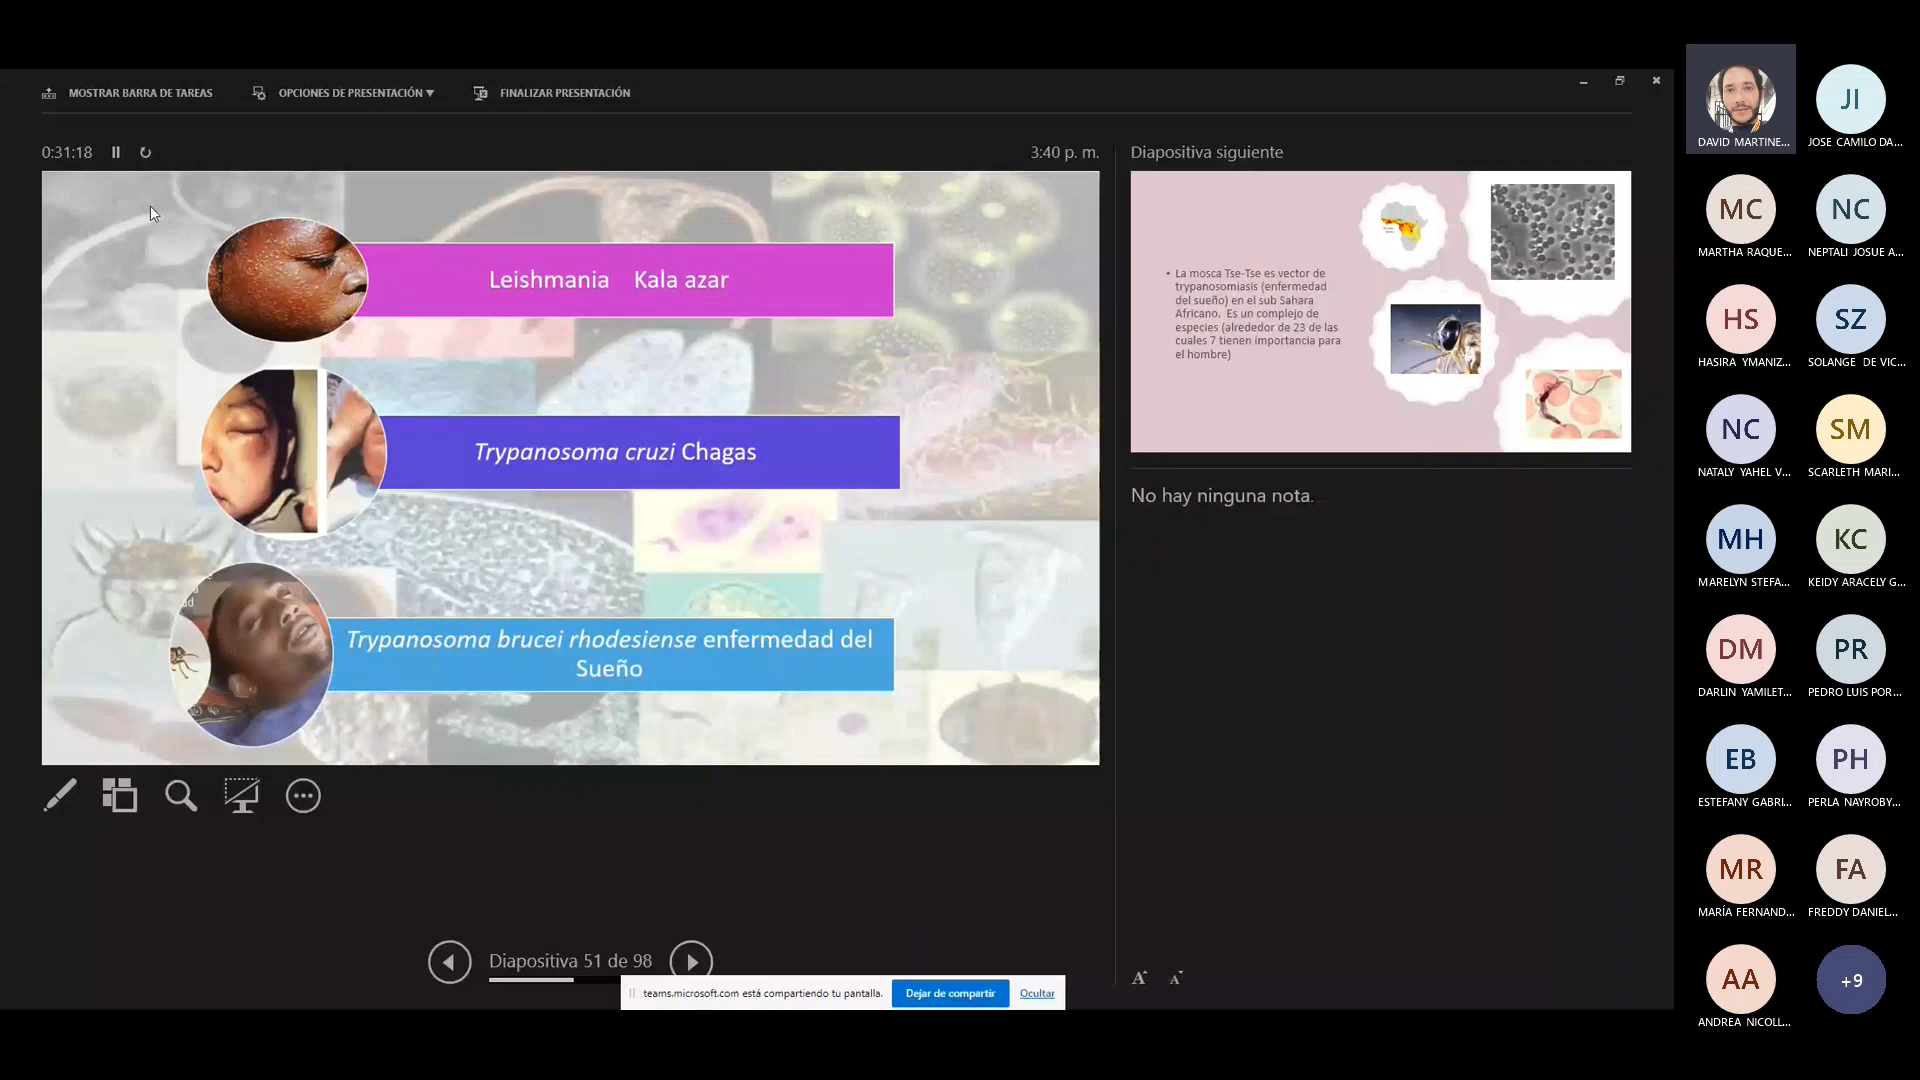 MOSTRAR BARRA DE TAREAS
OPCIONES DE PRESENTACIÓN
FINALIZAR PRESENTACIÓN
0:31:18
3:40 p. m.
Leishmania Kala azar
Trypanosoma cruzi Chagas
Trypanosoma brucei rhodesiense enfermedad del
Sueño
Diapositiva 51 de 98
Diapositiva siguiente
• La mosca Tse-Tse es vector de
trypanosomiasis (enfermedad
del sueño) en el sub Sahara
Africano. Es un complejo de
especies (alrededor de 23 de las
cuales 7 tienen importancia para
el hombre)
No hay ninguna nota.
A A
teams.microsoft.com está compartiendo tu pantalla.
Dejar de compartir
Ocultar
DAVID MARTINE...
JI
JOSE CAMILO DA...
MC
MARTHA RAQUE...
NC
NEPTALI JOSUE A...
HS
HASIRA YMANIZ...
SZ
SOLANGE DE VIC...
NC
NATALY YAHEL V...
SM
SCARLETH MARI...
MH
MARELYN STEFA...
KC
KEIDY ARACELY G...
DM
DARLIN YAMILET...
PR
PEDRO LUIS POR...
EB
ESTEFANY GABRI...
PH
PERLA NAYROBY...
MR
MARÍA FERNAND...
FA
FREDDY DANIEL...
AA
ANDREA NICOLL...
+9